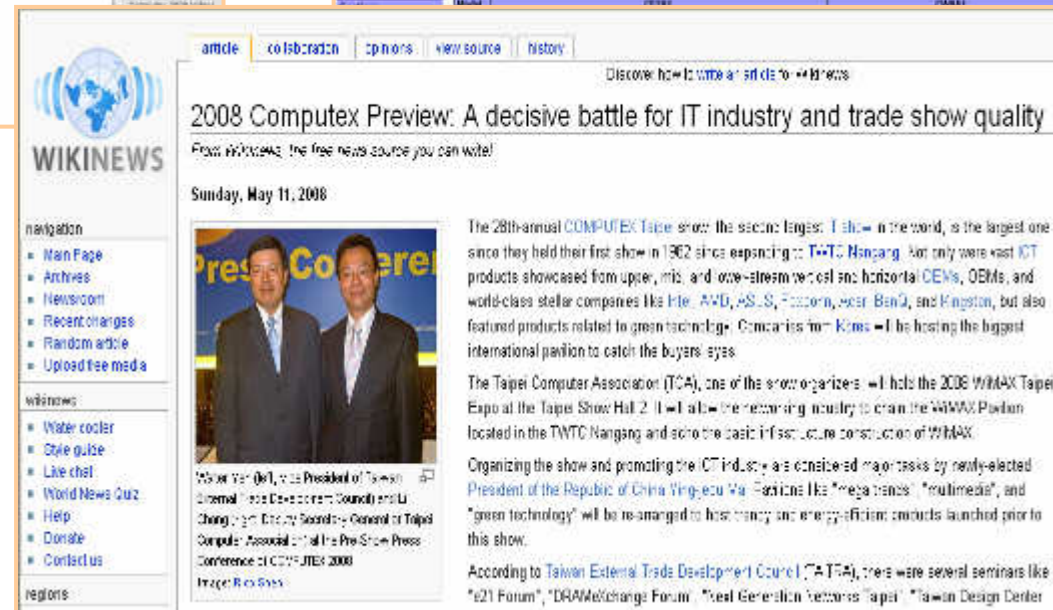 article collaboration opinions view source history
Discover how to write an article for Wikinews
2008 Computex Preview: A decisive battle for IT industry and trade show quality
From Wikinews, the free news source you can write!
WIKINEWS
Sunday, May 11, 2008
navigation
Main Page
Archives
Newsroom
Recent changes
Random article
Upload free media
wikinews
Water cooler
Style guide
Live chat
World News Quiz
Help
Donate
Contact us
regions
Press Confere
Walter Yeh (left, vice President of Taiwan
External Trade Development Council) and Li
Chang (right, Deputy Secretary-General of Taipei
Computer Association) at the Pre-Show Press
Conference of COMPUTEX 2008
Image: Rico Shen
The 28th-annual COMPUTEX Taipei show, the second largest IT show in the world, is the largest one
since they held their first show in 1982 since expanding to TWTC Nangang. Not only were vast ICT
products showcased from upper, mid, and lower-stream vertical and horizontal OEMs, OBMs, and
world-class stellar companies like Intel, AMD, ASUS, Foxconn, Acer, BenQ, and Kingston, but also
featured products related to green technology. Companies from Korea will be hosting the biggest
international pavilion to catch the buyers' eyes.
The Taipei Computer Association (TCA), one of the show organizers, will hold the 2008 WiMAX Taipei
Expo at the Taipei Show Hall 2. It will allow the networking industry to chain the WiMAX Pavilion
located in the TWTC Nangang and echo the basic infrastructure construction of WiMAX.
Organizing the show and promoting the ICT industry are considered major tasks by newly-elected
President of the Republic of China Ying-jeou Ma. Pavilions like "mega trends", "multimedia", and
"green technology" will be re-arranged to host trendy and energy-efficient products launched prior to
this show.
According to Taiwan External Trade Development Council (TAITRA), there were several seminars like
"e21 Forum", "DRAMeXchange Forum", "Next Generation Networks Taipei", "Taiwan Design Center